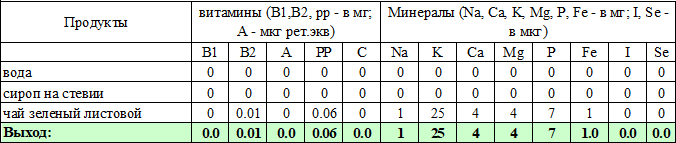 Продукты витамины (B1,B2, pp - в мг; А - мкг рет.экв) Минералы (Na, Ca, K, Mg, P, Fe - в мг; I, Se - в мкг)
B1 B2 A PP C Na K Ca Mg P Fe I Se
вода 0 0 0 0 0 0 0 0 0 0 0 0 0
сироп на стевии 0 0 0 0 0 0 0 0 0 0 0 0 0
чай зеленый листовой 0 0.01 0 0.06 0 1 25 4 4 7 1 0 0
Выход: 0.0 0.01 0.0 0.06 0.0 1 25 4 4 7 1.0 0.0 0.0